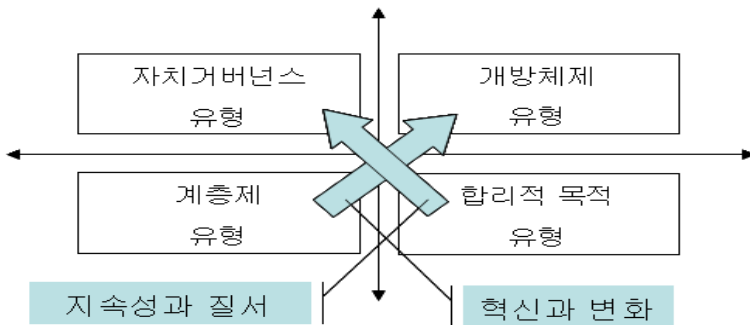 자치거버넌스
유형
개방체제
유형
계층제
유형
합리적 목적
유형
지속성과 질서
혁신과 변화